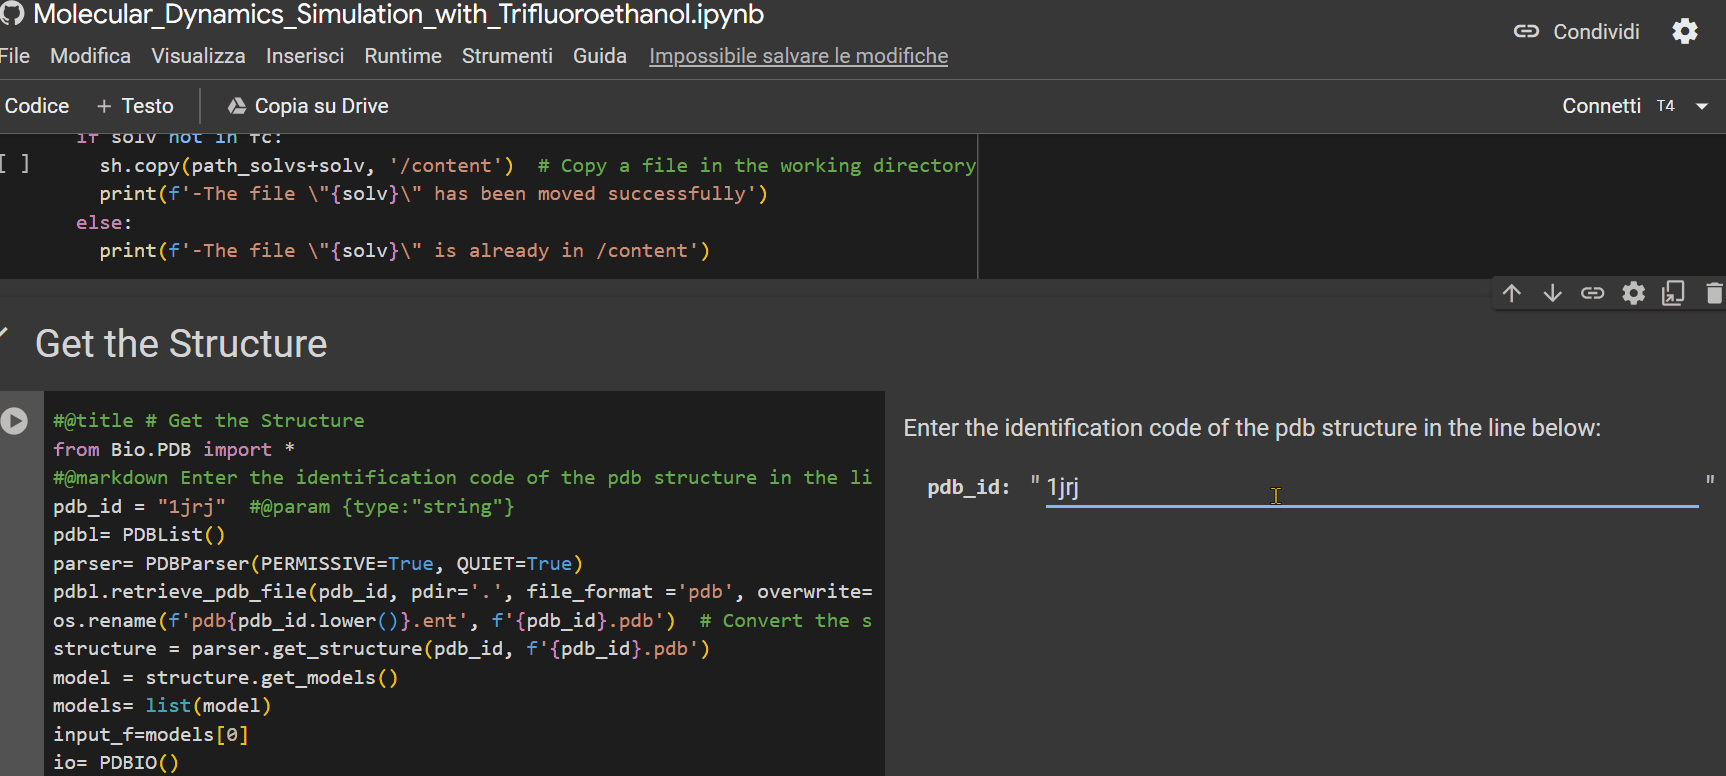 Molecular_Dynamics_Simulation_with_Trifluoroethanol.ipynb
Condividi
File Modifica Visualizza Inserisci Runtime Strumenti Guida Impossibile salvare le modifiche
Codice + Testo Copia su Drive
Connetti T4
if solv not in fc:
[ ]
sh.copy(path_solvs+solv, '/content') # Copy a file in the working directory
print(f'-The file \"{solv}\" has been moved successfully')
else:
print(f'-The file \"{solv}\" is already in /content')
Get the Structure
#@title # Get the Structure
from Bio.PDB import *
#@markdown Enter the identification code of the pdb structure in the li
pdb_id = "1jrj" #@param {type:"string"}
pdbl= PDBList()
parser= PDBParser(PERMISSIVE=True, QUIET=True)
pdbl.retrieve_pdb_file(pdb_id, pdir='.', file_format ='pdb', overwrite=
os.rename(f'pdb{pdb_id.lower()}.ent', f'{pdb_id}.pdb') # Convert the s
structure = parser.get_structure(pdb_id, f'{pdb_id}.pdb')
model = structure.get_models()
models= list(model)
input_f=models[0]
io= PDBIO()
Enter the identification code of the pdb structure in the line below:
pdb_id: " 1jrj "